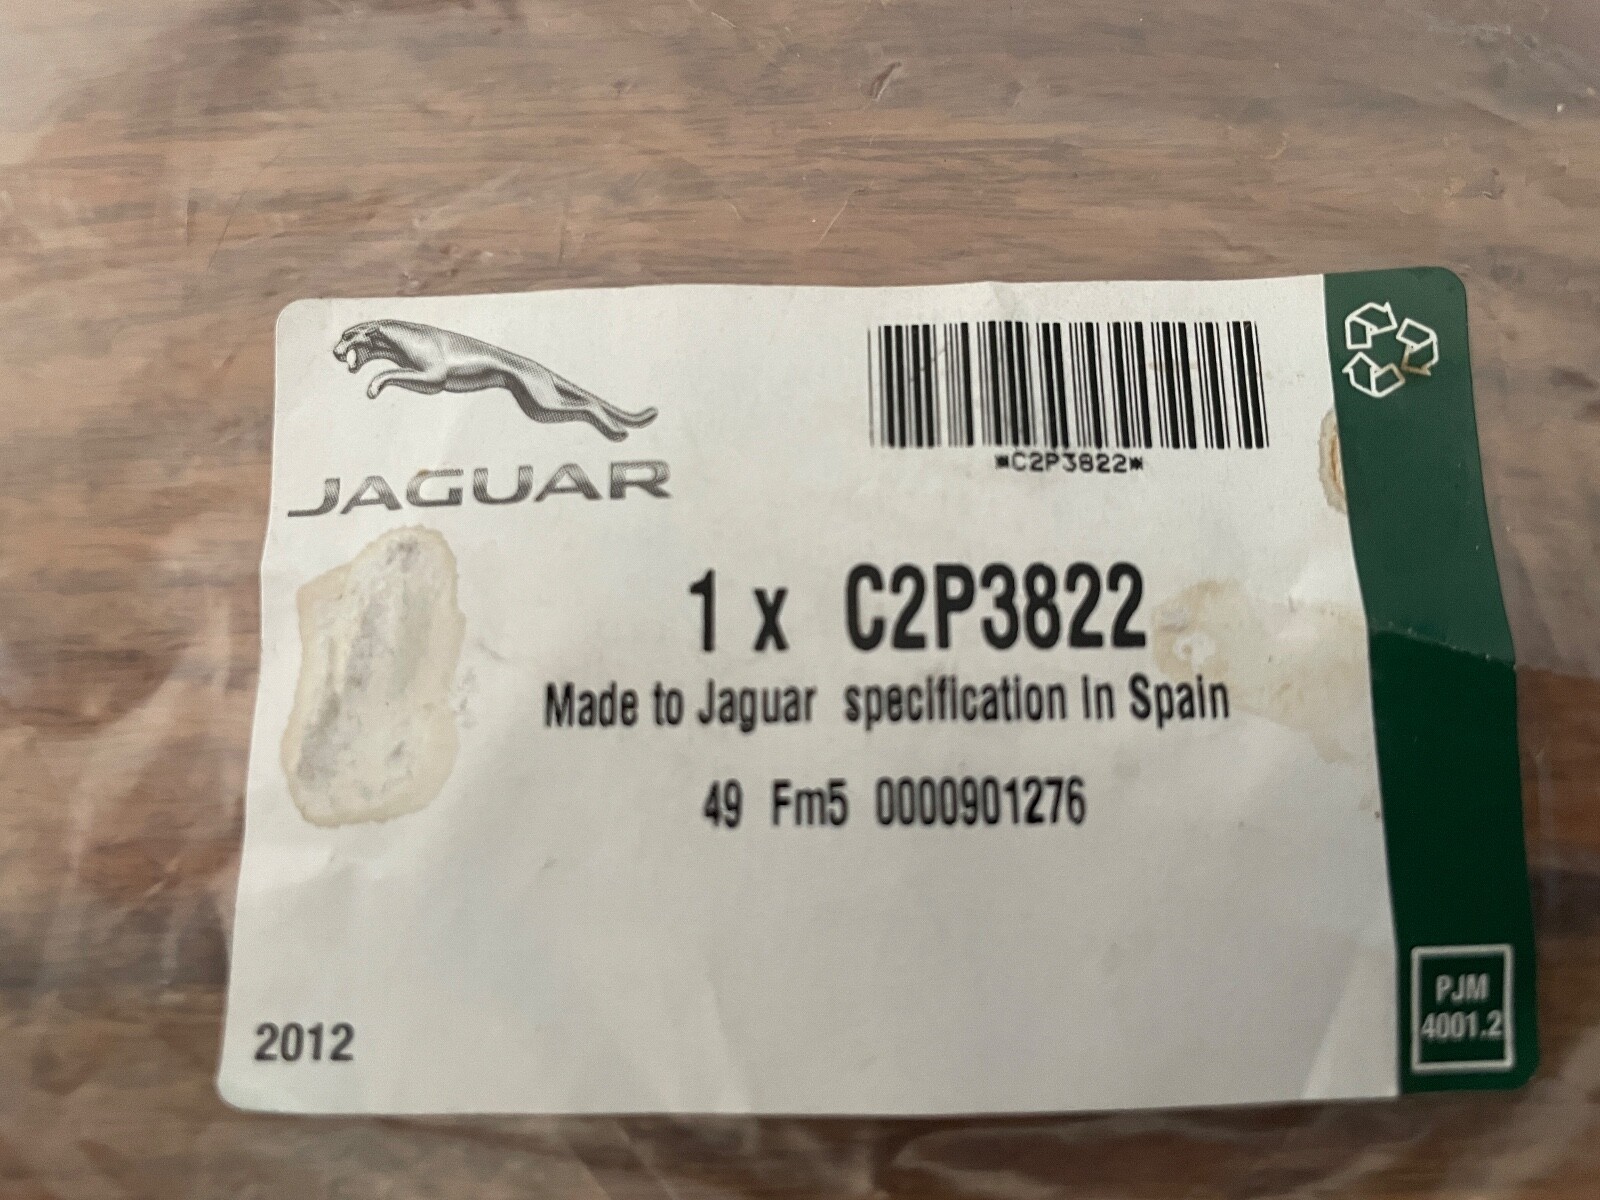 JAGUAR
*C2P3822*
1 x C2P3822
Made to Jaguar specification in Spain
49 Fm5 0000901276
2012
PJM
4001.2